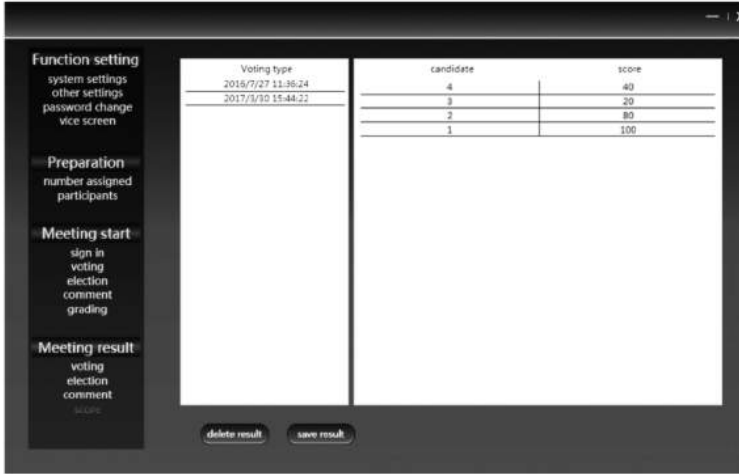 Function setting
system settings
other settings
password change
vice screen
Preparation
number assigned
participants
Meeting start
sign in
voting
election
comment
grading
Meeting result
voting
election
comment
score
Voting type
2016/7/27 11:36:24
2017/3/30 15:44:22
candidate score
4 40
3 20
2 80
1 100
delete result save result